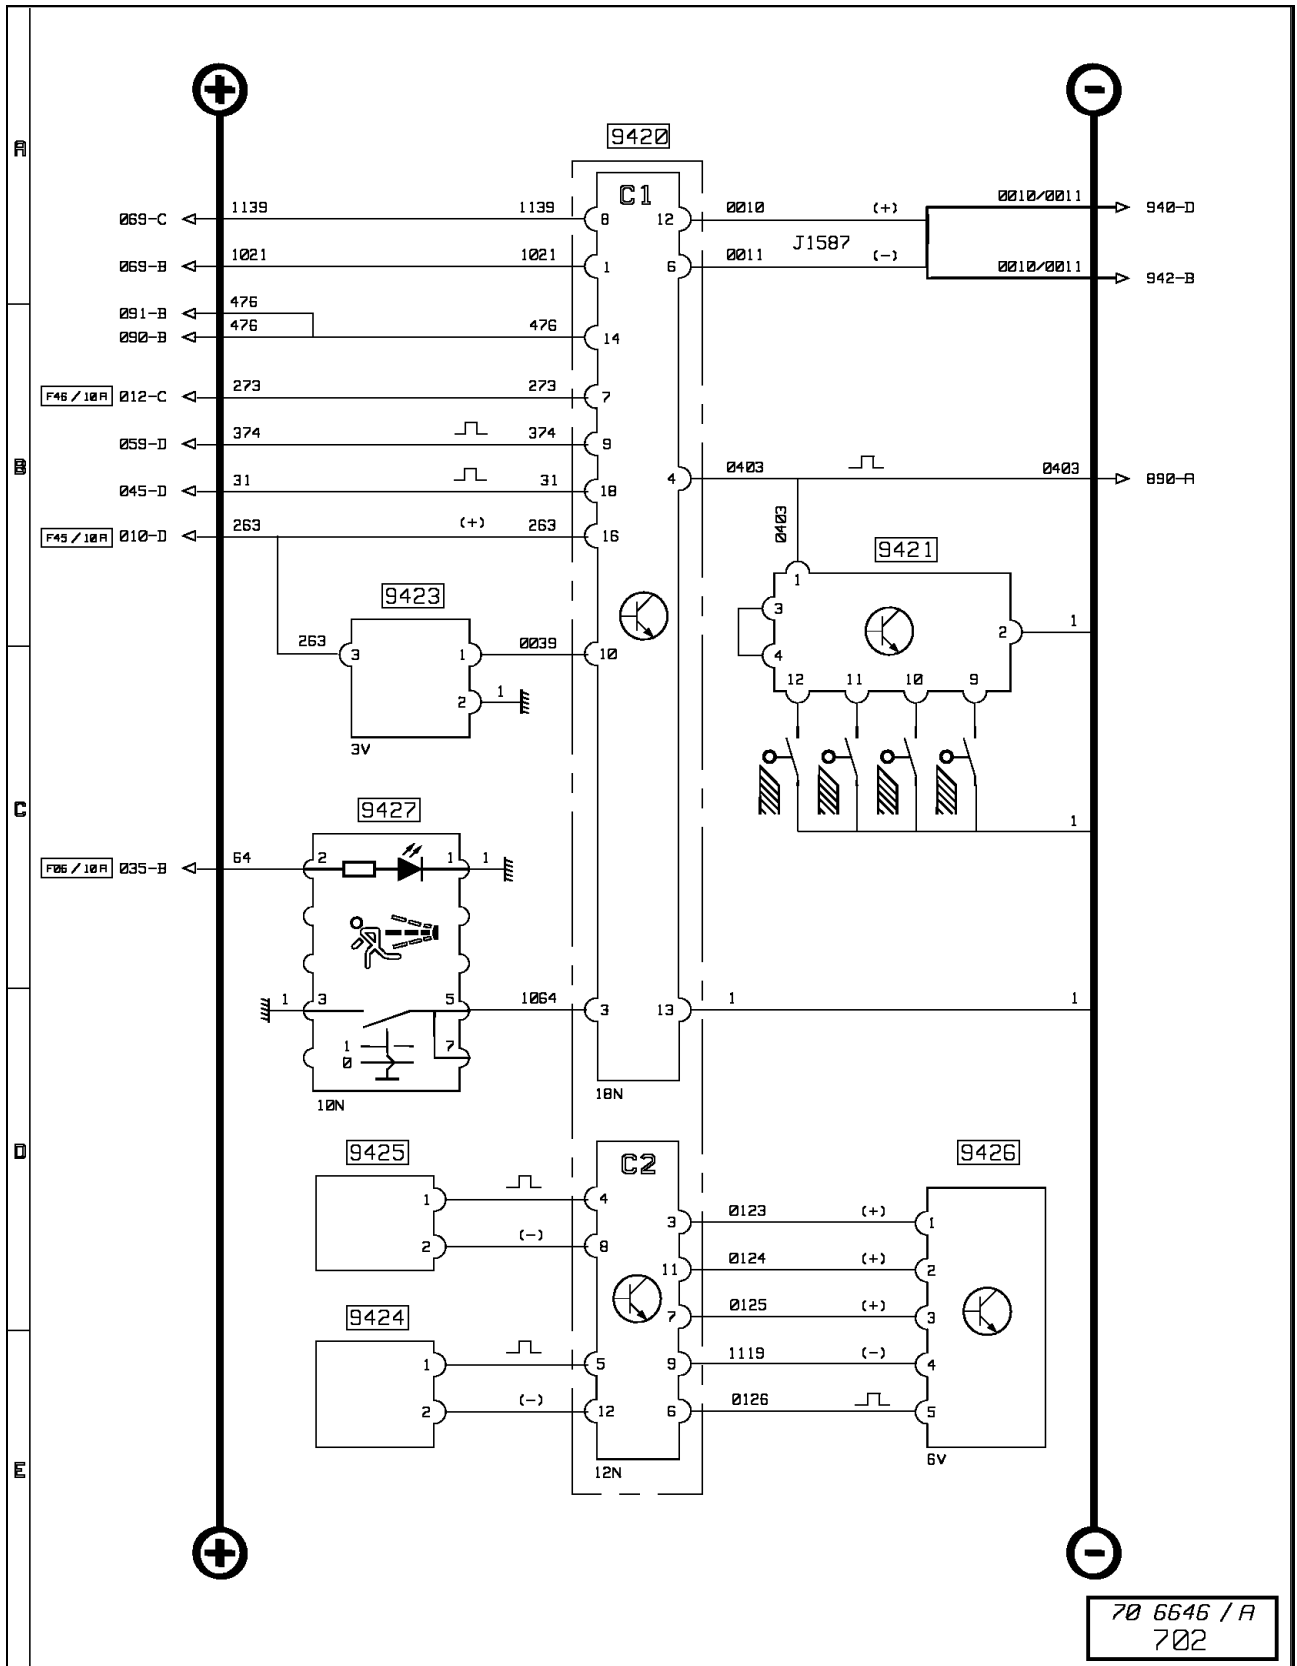 + -
9420
A
C1
069-C 1139 1139 8 12 0010 (+) 0010/0011 940-D
J1587
069-B 1021 1021 1 6 0011 (-) 0010/0011 942-B
091-B 476
090-B 476 476 14
F46/10A 012-C 273 273 7
059-D 374 374 9
B
4 0403 0403 890-A
045-D 31 31 18
0403
F45/10A 010-D 263 (+) 263 16
9421
1
9423
3
2 1
263 3 1 0039 10
4
12 11 10 9
2 1
3V
C
9427
1
F06/10A 035-B 64 2 1 1
1 3 5 1064 3 13 1 1
1 7
0
10N
18N
D
9425
C2
9426
1 4
3 0123 (+) 1
2 (-) 8
11 0124 (+) 2
9424
7 0125 (+) 3
1 5 9 1119 (-) 4
2 (-) 12 6 0126 5
E
12N
6V
+ -
70 6646 / A
702